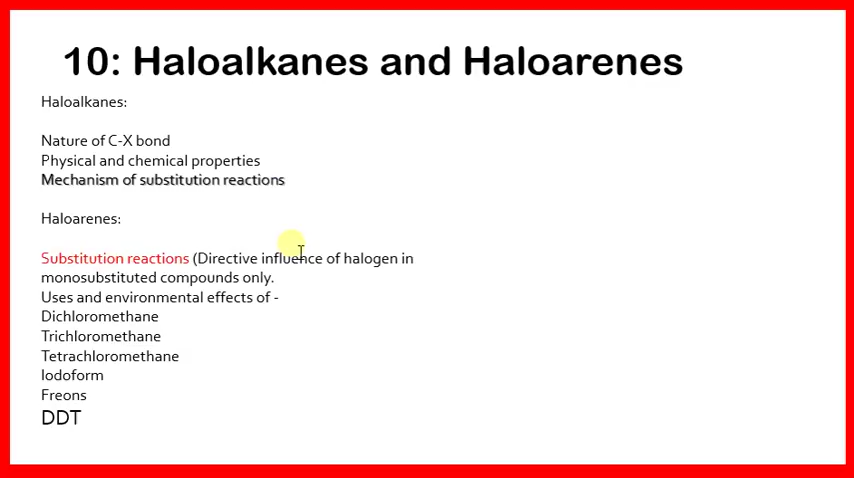 10: Haloalkanes and Haloarenes
Haloalkanes:
Nature of C-X bond
Physical and chemical properties
Mechanism of substitution reactions
Haloarenes:
Substitution reactions (Directive influence of halogen in
monosubstituted compounds only.
Uses and environmental effects of -
Dichloromethane
Trichloromethane
Tetrachloromethane
Iodoform
Freons
DDT